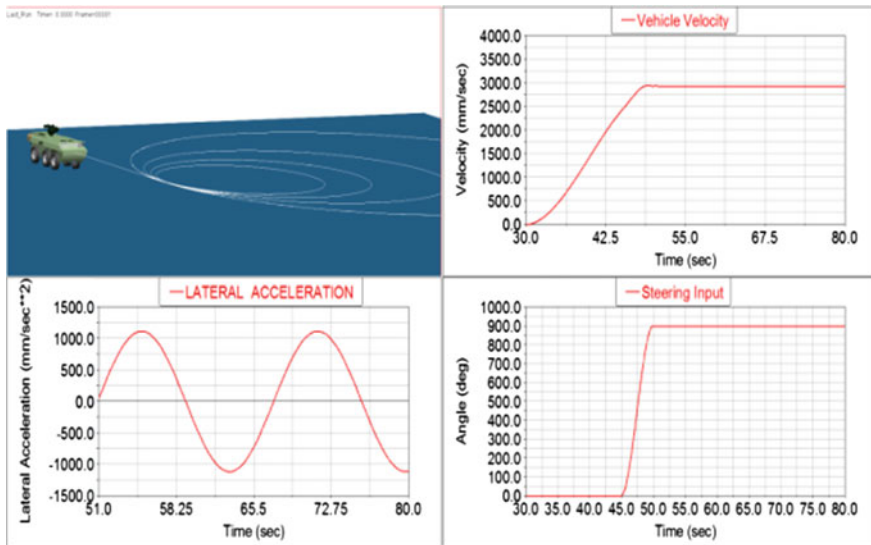 Last_Run Time= 0.0000 Frame=0001
Vehicle Velocity
4000.0
3500.0
3000.0
2500.0
2000.0
1500.0
1000.0
500.0
0.0
Velocity (mm/sec)
30.0 42.5 55.0 67.5 80.0
Time (sec)
LATERAL ACCELERATION
1500.0
1000.0
500.0
0.0
-500.0
-1000.0
-1500.0
Lateral Acceleration (mm/sec**2)
51.0 58.25 65.5 72.75 80.0
Time (sec)
Steering Input
1000.0
900.0
800.0
700.0
600.0
500.0
400.0
300.0
200.0
100.0
0.0
Angle (deg)
30.0 35.0 40.0 45.0 50.0 55.0 60.0 65.0 70.0 75.0 80.0
Time (sec)